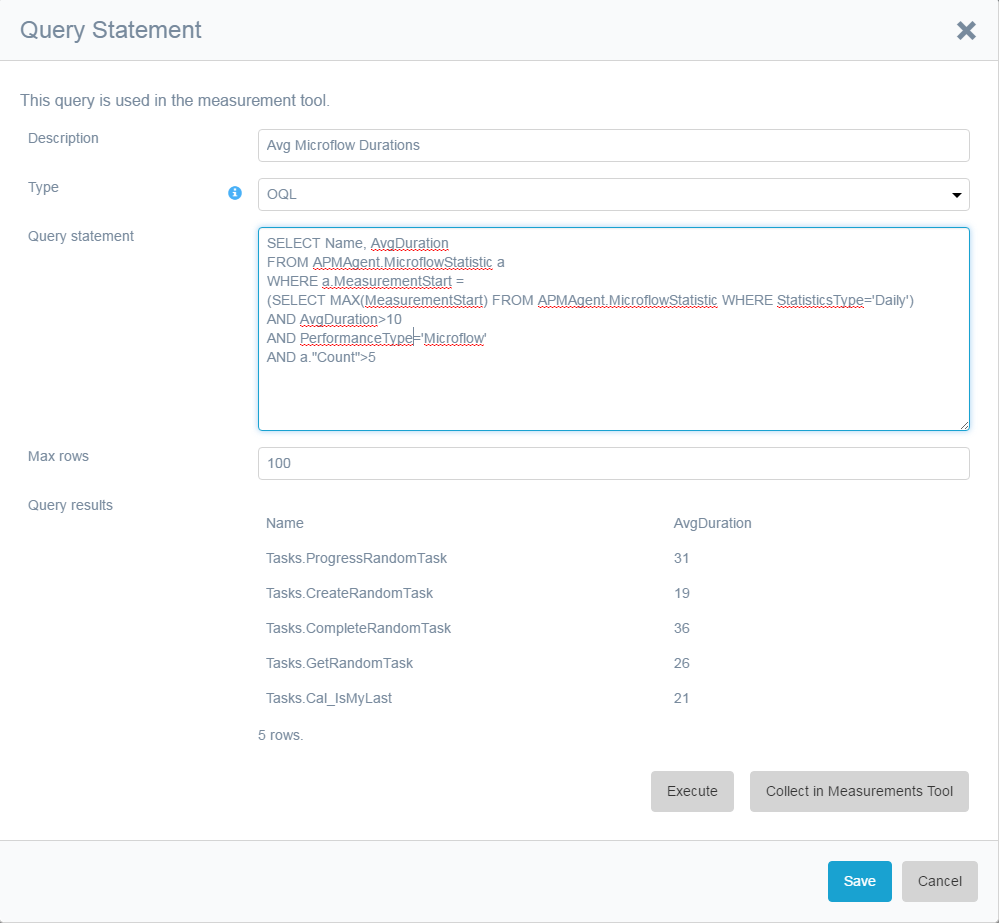 Query Statement
This query is used in the measurement tool.
Description
Avg Microflow Durations
Type
OQL
Query statement
SELECT Name, AvgDuration
FROM APMAgent.MicroflowStatistic a
WHERE a.MeasurementStart =
(SELECT MAX(MeasurementStart) FROM APMAgent.MicroflowStatistic WHERE StatisticsType='Daily')
AND AvgDuration>10
AND PerformanceType='Microflow'
AND a."Count">5
Max rows
100
Query results
Name AvgDuration
Tasks.ProgressRandomTask 31
Tasks.CreateRandomTask 19
Tasks.CompleteRandomTask 36
Tasks.GetRandomTask 26
Tasks.Cal_IsMyLast 21
5 rows.
Execute Collect in Measurements Tool
Save Cancel